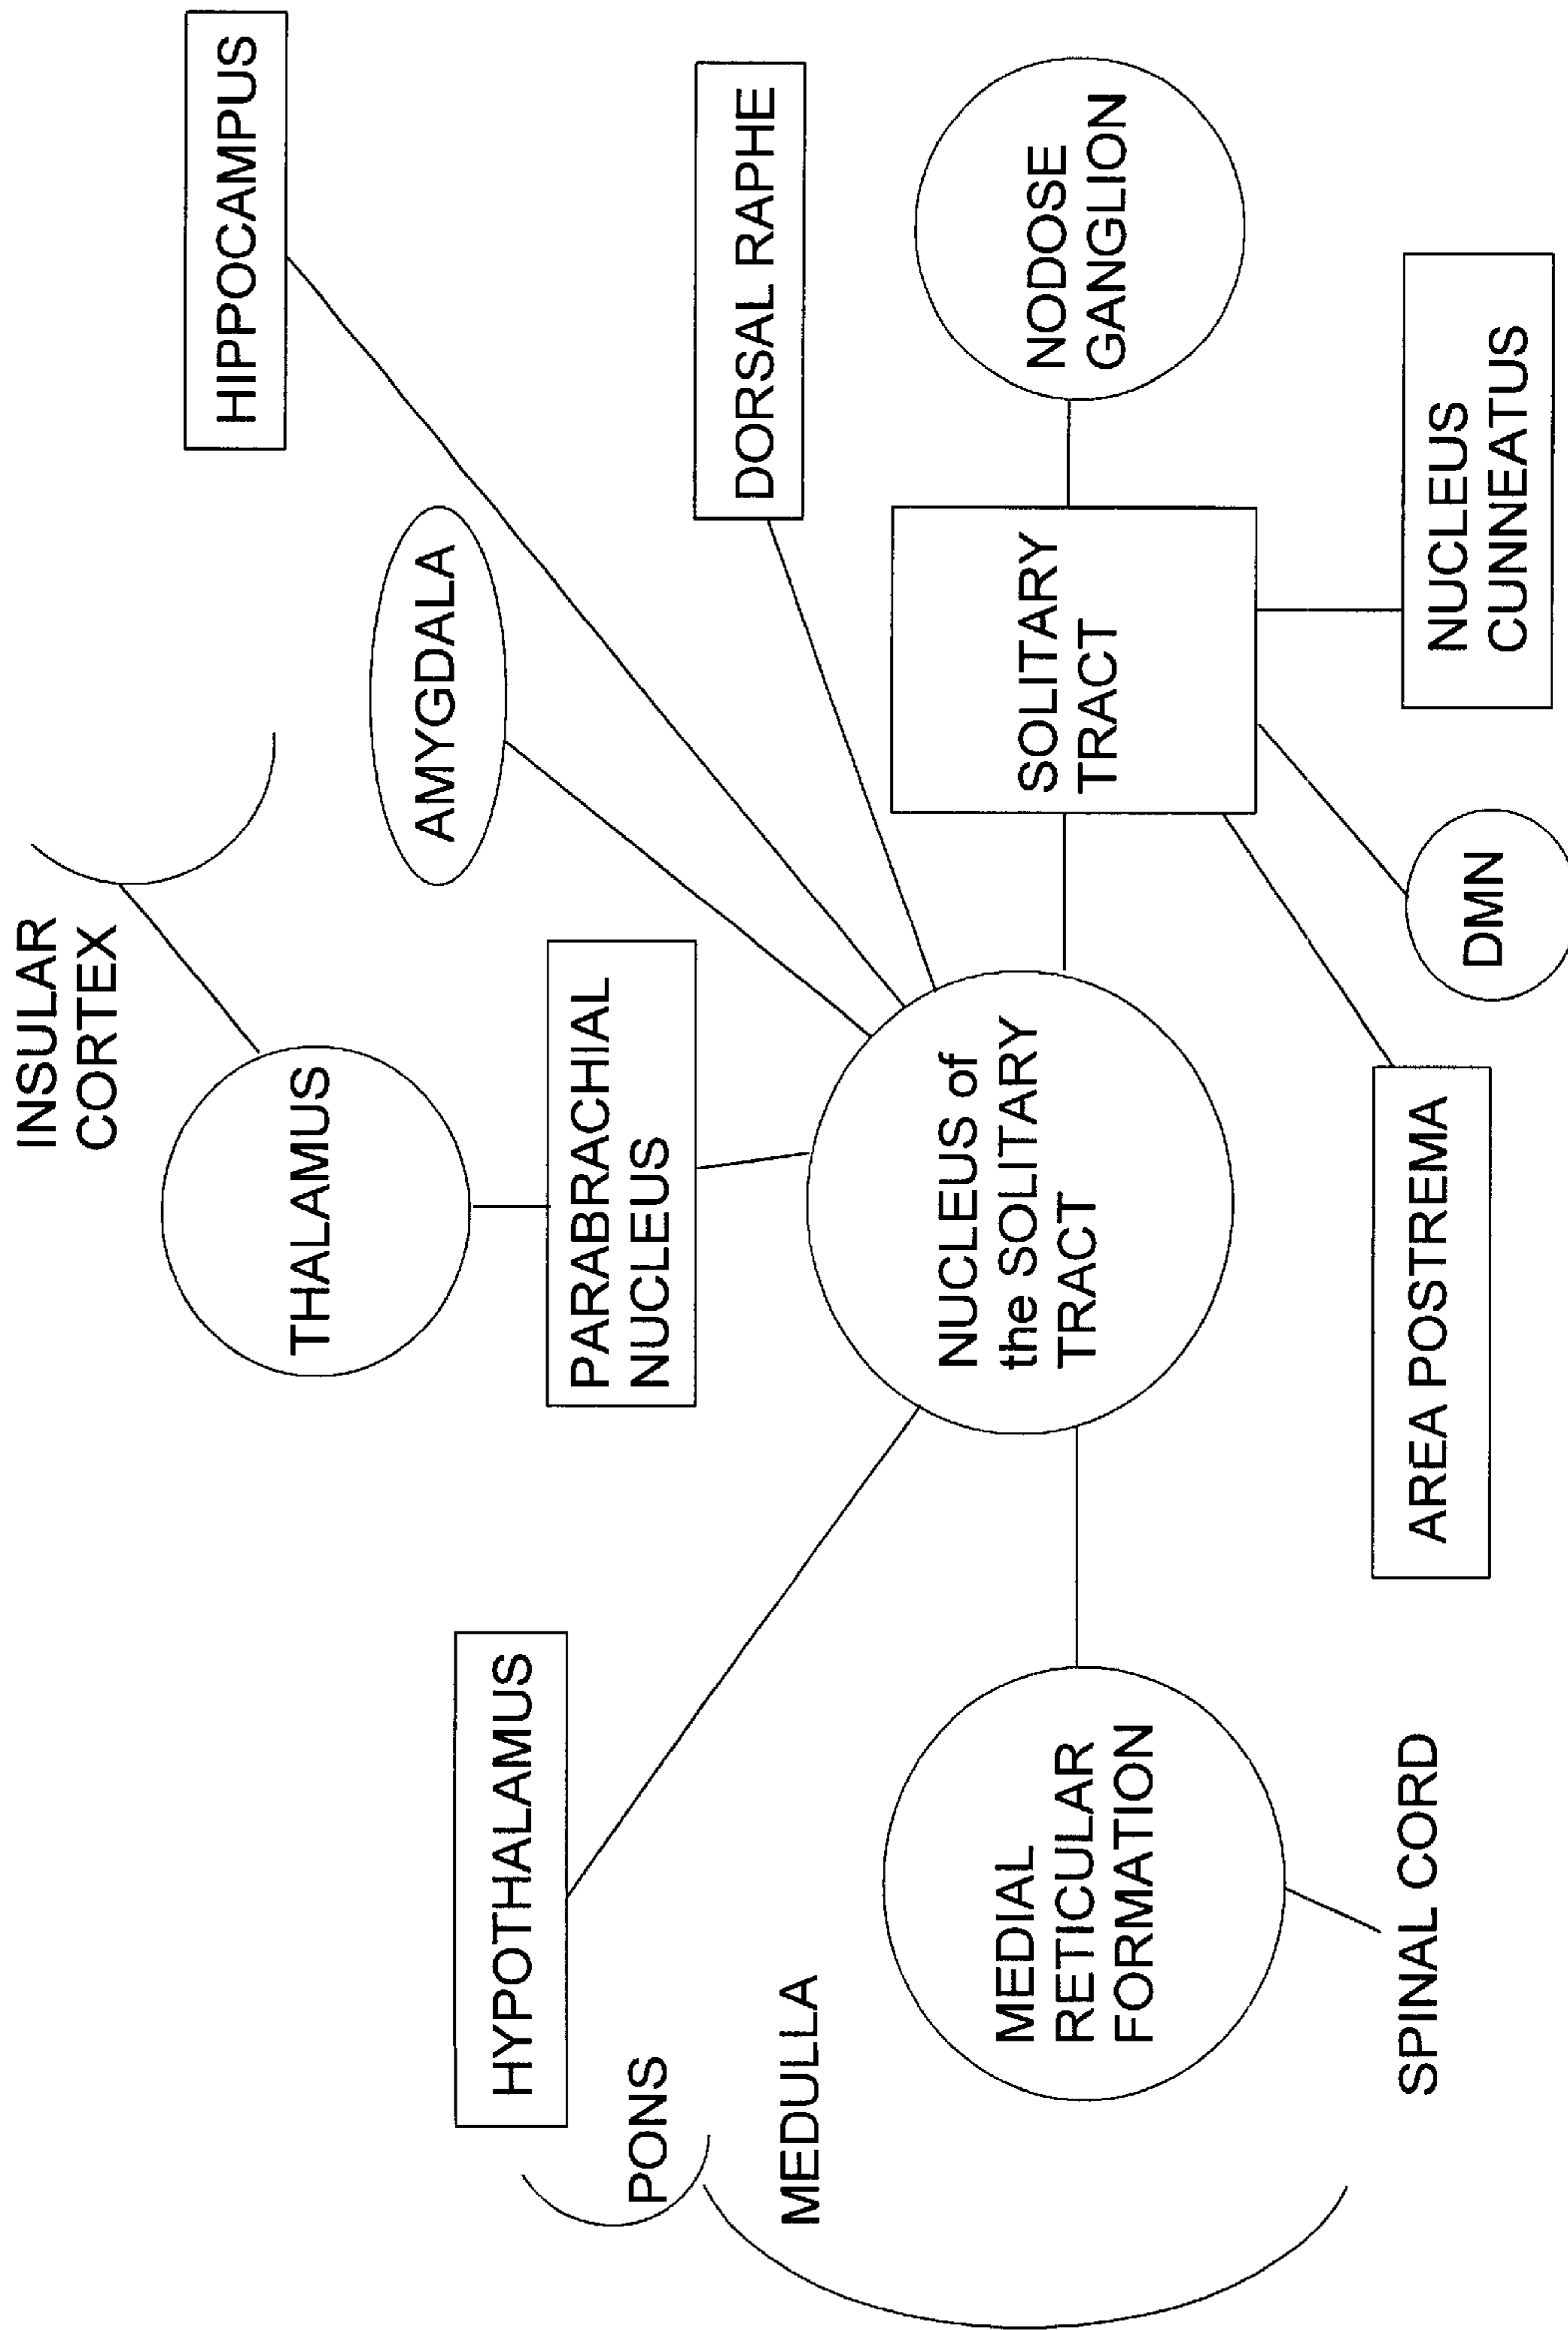 INSULAR
CORTEX
HIPPOCAMPUS
THALAMUS
AMYGDALA
HYPOTHALAMUS
PARABRACHIAL
NUCLEUS
DORSAL RAPHE
PONS
MEDULLA
NUCLEUS of
the SOLITARY
TRACT
SOLITARY
TRACT
NODOSE
GANGLION
MEDIAL
RETICULAR
FORMATION
SPINAL CORD
AREA POSTREMA
DMN
NUCLEUS
CUNNEATUS